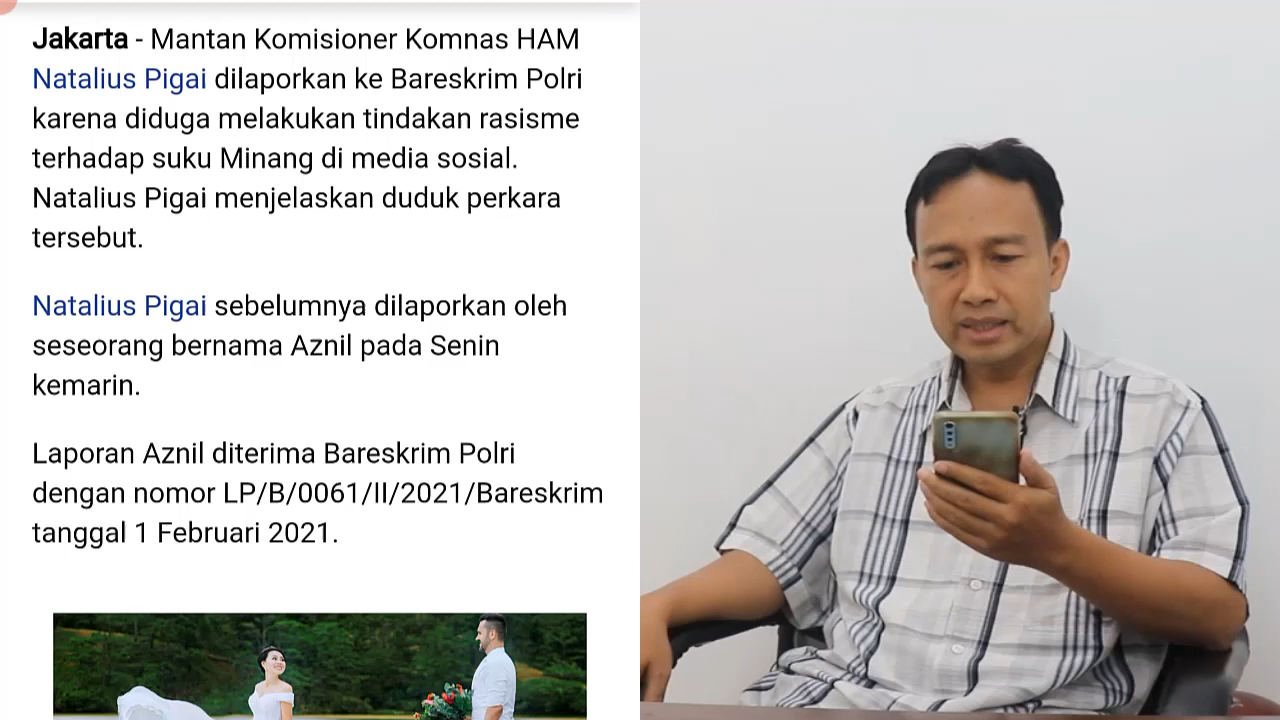 Jakarta - Mantan Komisioner Komnas HAM
Natalius Pigai dilaporkan ke Bareskrim Polri
karena diduga melakukan tindakan rasisme
terhadap suku Minang di media sosial.
Natalius Pigai menjelaskan duduk perkara
tersebut.
Natalius Pigai sebelumnya dilaporkan oleh
seseorang bernama Aznil pada Senin
kemarin.
Laporan Aznil diterima Bareskrim Polri
dengan nomor LP/B/0061/II/2021/Bareskrim
tanggal 1 Februari 2021.